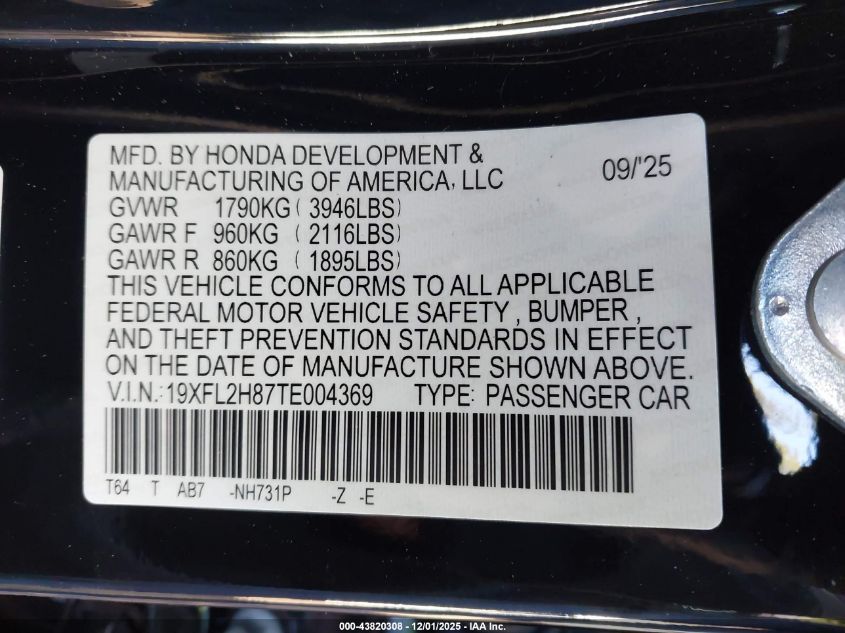 MFD. BY HONDA DEVELOPMENT &
MANUFACTURING OF AMERICA, LLC 09/'25
GVWR 1790KG ( 3946LBS)
GAWR F 960KG ( 2116LBS)
GAWR R 860KG ( 1895LBS)
THIS VEHICLE CONFORMS TO ALL APPLICABLE
FEDERAL MOTOR VEHICLE SAFETY , BUMPER ,
AND THEFT PREVENTION STANDARDS IN EFFECT
ON THE DATE OF MANUFACTURE SHOWN ABOVE.
V.I.N.:19XFL2H87TE004369 TYPE: PASSENGER CAR
T64 T AB7 -NH731P -Z -E
000-43820308 - 12/01/2025 - IAA Inc.